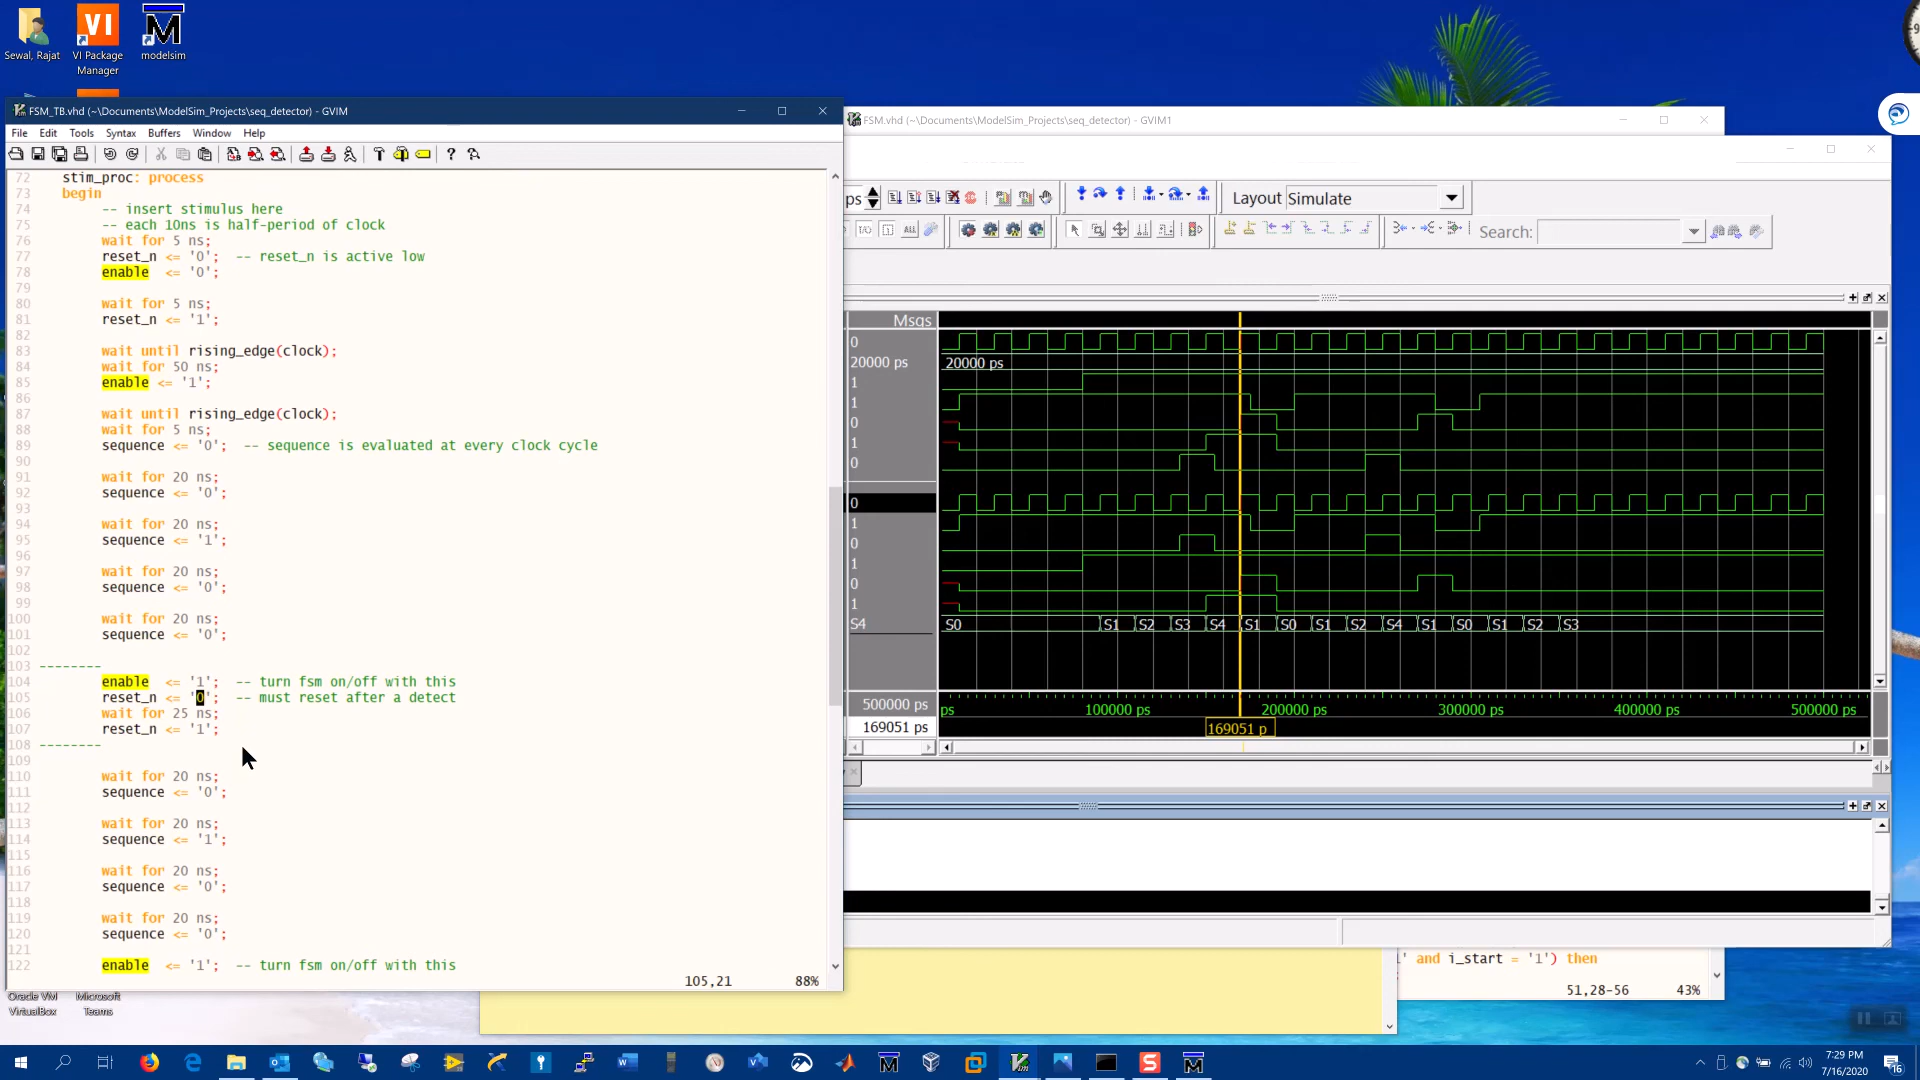 Sewal, Rajat
VI Package Manager
modelsim
FSM_TB.vhd (~\Documents\ModelSim_Projects\seq_detector) - GVIM
File Edit Tools Syntax Buffers Window Help
72 stim_proc: process
73 begin
74 -- insert stimulus here
75 -- each 10ns is half-period of clock
76 wait for 5 ns;
77 reset_n <= '0'; -- reset_n is active low
78 enable <= '0';
79
80 wait for 5 ns;
81 reset_n <= '1';
82
83 wait until rising_edge(clock);
84 wait for 50 ns;
85 enable <= '1';
86
87 wait until rising_edge(clock);
88 wait for 5 ns;
89 sequence <= '0'; -- sequence is evaluated at every clock cycle
90
91 wait for 20 ns;
92 sequence <= '0';
93
94 wait for 20 ns;
95 sequence <= '1';
96
97 wait for 20 ns;
98 sequence <= '0';
99
100 wait for 20 ns;
101 sequence <= '0';
102
103 --------
104 enable <= '1'; -- turn fsm on/off with this
105 reset_n <= '0'; -- must reset after a detect
106 wait for 25 ns;
107 reset_n <= '1';
108 --------
109
110 wait for 20 ns;
111 sequence <= '0';
112
113 wait for 20 ns;
114 sequence <= '1';
115
116 wait for 20 ns;
117 sequence <= '0';
118
119 wait for 20 ns;
120 sequence <= '0';
121
122 enable <= '1'; -- turn fsm on/off with this
105,21 88%
FSM.vhd (~\Documents\ModelSim_Projects\seq_detector) - GVIM1
ps Layout Simulate
Search:
Msgs
0
20000 ps 20000 ps
1
1
0
1
0
0
1
0
1
0
1
S4 S0 S1 S2 S3 S4 S1 S0 S1 S2 S4 S1 S0 S1 S2 S3
500000 ps ps 100000 ps 200000 ps 300000 ps 400000 ps 500000 ps
169051 ps 169051 p
' and i_start = '1') then
51,28-56 43%
Oracle VM VirtualBox
Microsoft Teams
7:29 PM
7/16/2020
16